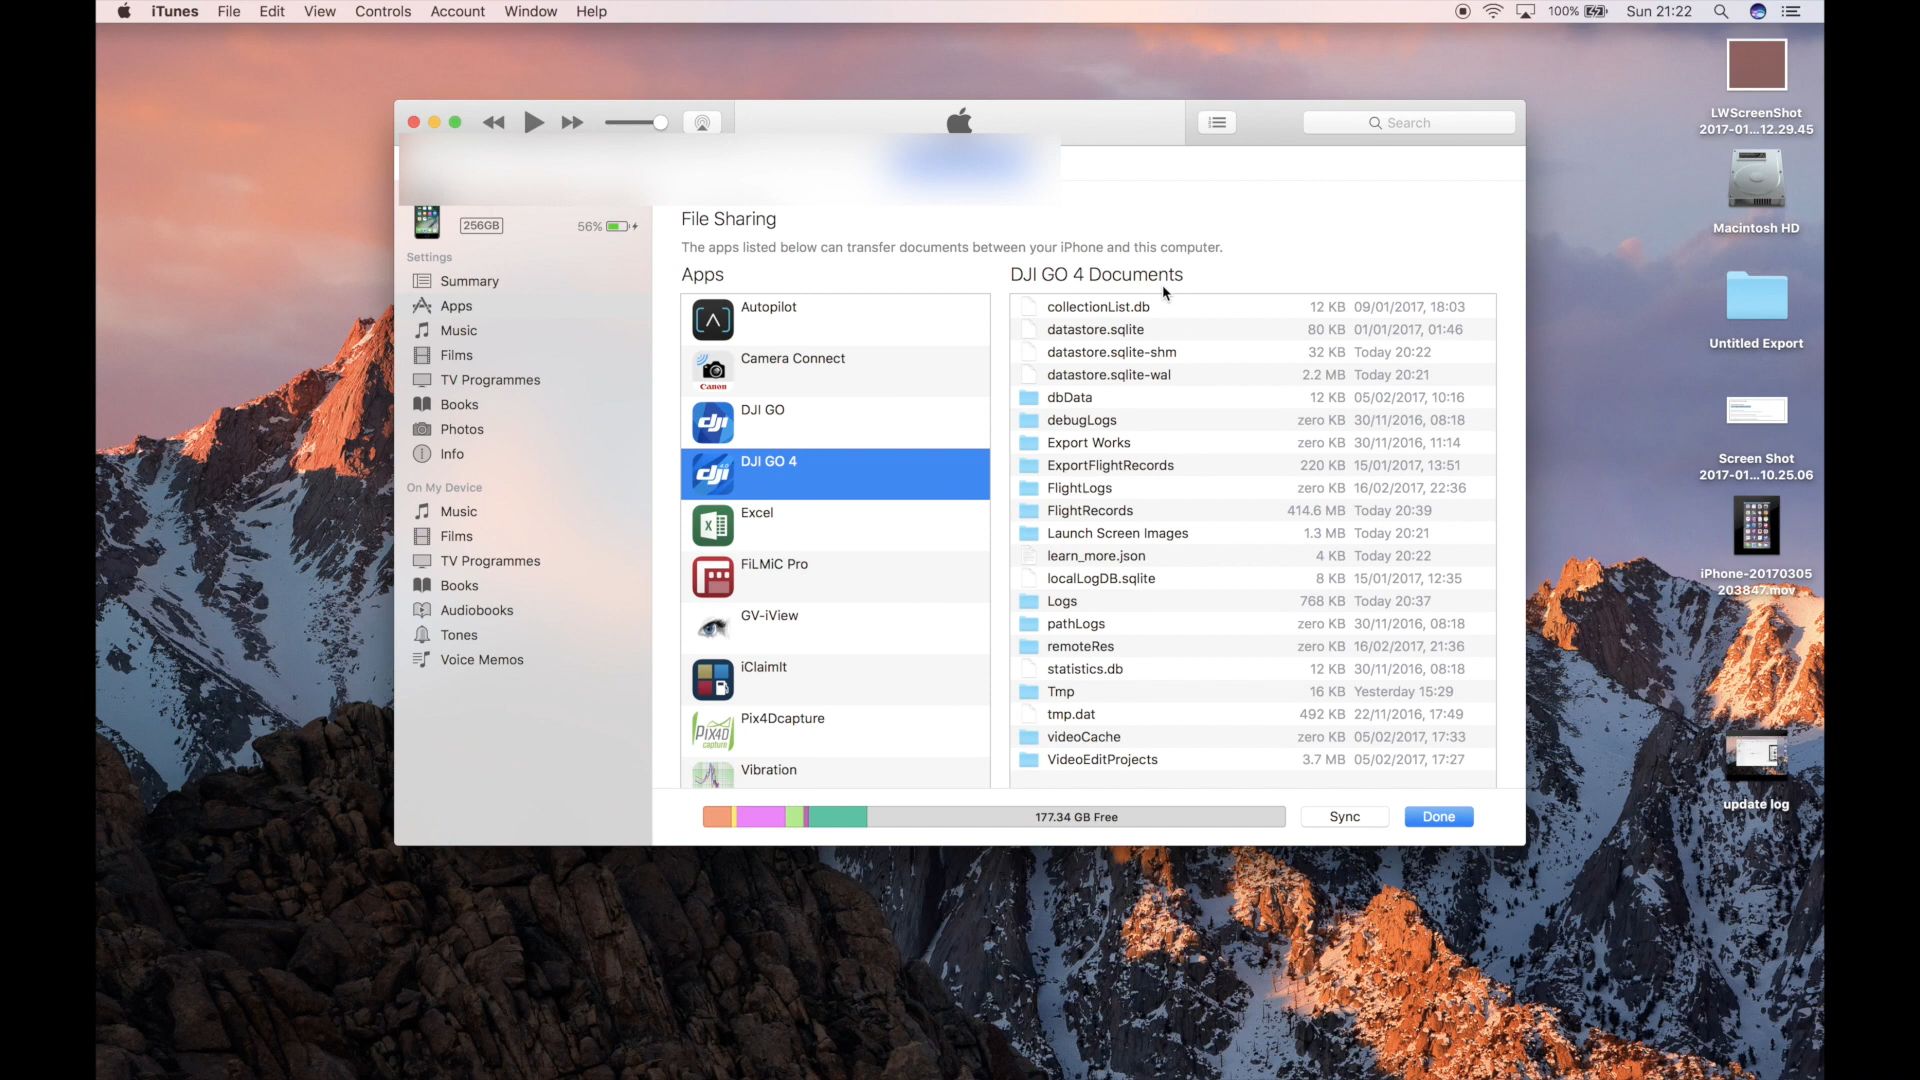 iTunes File Edit View Controls Account Window Help 100% Sun 21:22
Search
256GB 56%
Settings
Summary
Apps
Music
Films
TV Programmes
Books
Photos
Info
On My Device
Music
Films
TV Programmes
Books
Audiobooks
Tones
Voice Memos
File Sharing
The apps listed below can transfer documents between your iPhone and this computer.
Apps
Autopilot
Camera Connect
Canon
DJI GO
dji
DJI GO 4
dji 4.0
Excel
FiLMiC Pro
GV-iView
iClaimIt
Pix4Dcapture
PIX4D
capture
Vibration
DJI GO 4 Documents
collectionList.db 12 KB 09/01/2017, 18:03
datastore.sqlite 80 KB 01/01/2017, 01:46
datastore.sqlite-shm 32 KB Today 20:22
datastore.sqlite-wal 2.2 MB Today 20:21
dbData 12 KB 05/02/2017, 10:16
debugLogs zero KB 30/11/2016, 08:18
Export Works zero KB 30/11/2016, 11:14
ExportFlightRecords 220 KB 15/01/2017, 13:51
FlightLogs zero KB 16/02/2017, 22:36
FlightRecords 414.6 MB Today 20:39
Launch Screen Images 1.3 MB Today 20:21
learn_more.json 4 KB Today 20:22
localLogDB.sqlite 8 KB 15/01/2017, 12:35
Logs 768 KB Today 20:37
pathLogs zero KB 30/11/2016, 08:18
remoteRes zero KB 16/02/2017, 21:36
statistics.db 12 KB 30/11/2016, 08:18
Tmp 16 KB Yesterday 15:29
tmp.dat 492 KB 22/11/2016, 17:49
videoCache zero KB 05/02/2017, 17:33
VideoEditProjects 3.7 MB 05/02/2017, 17:27
177.34 GB Free
Sync
Done
LWScreenShot
2017-01...12.29.45
Macintosh HD
Untitled Export
Screen Shot
2017-01...10.25.06
iPhone-20170305
203847.mov
update log